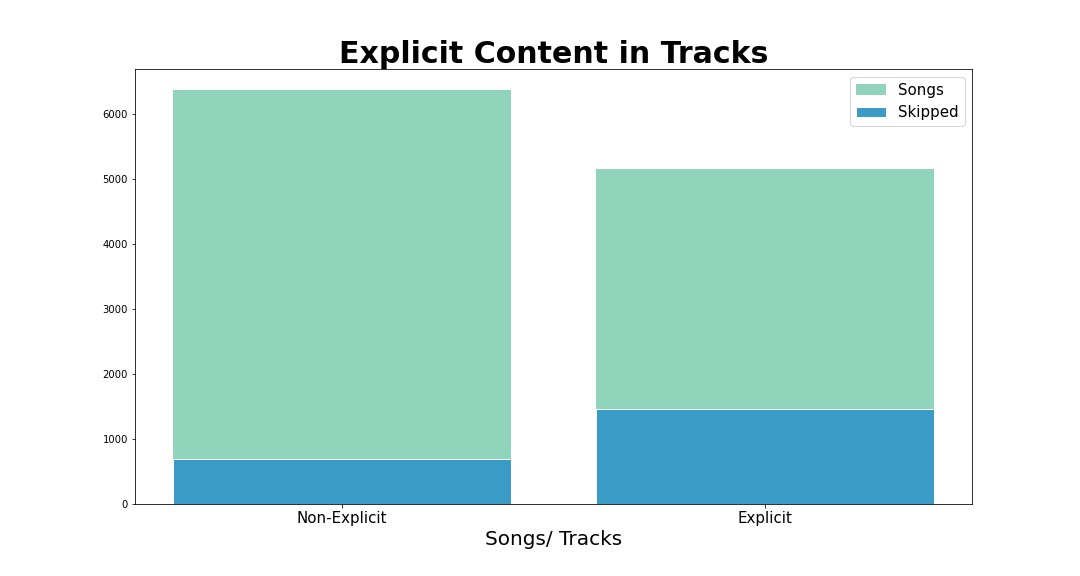 Explicit Content in Tracks
Songs
Skipped
6000
5000
4000
3000
2000
1000
0
Non-Explicit Explicit
Songs/ Tracks